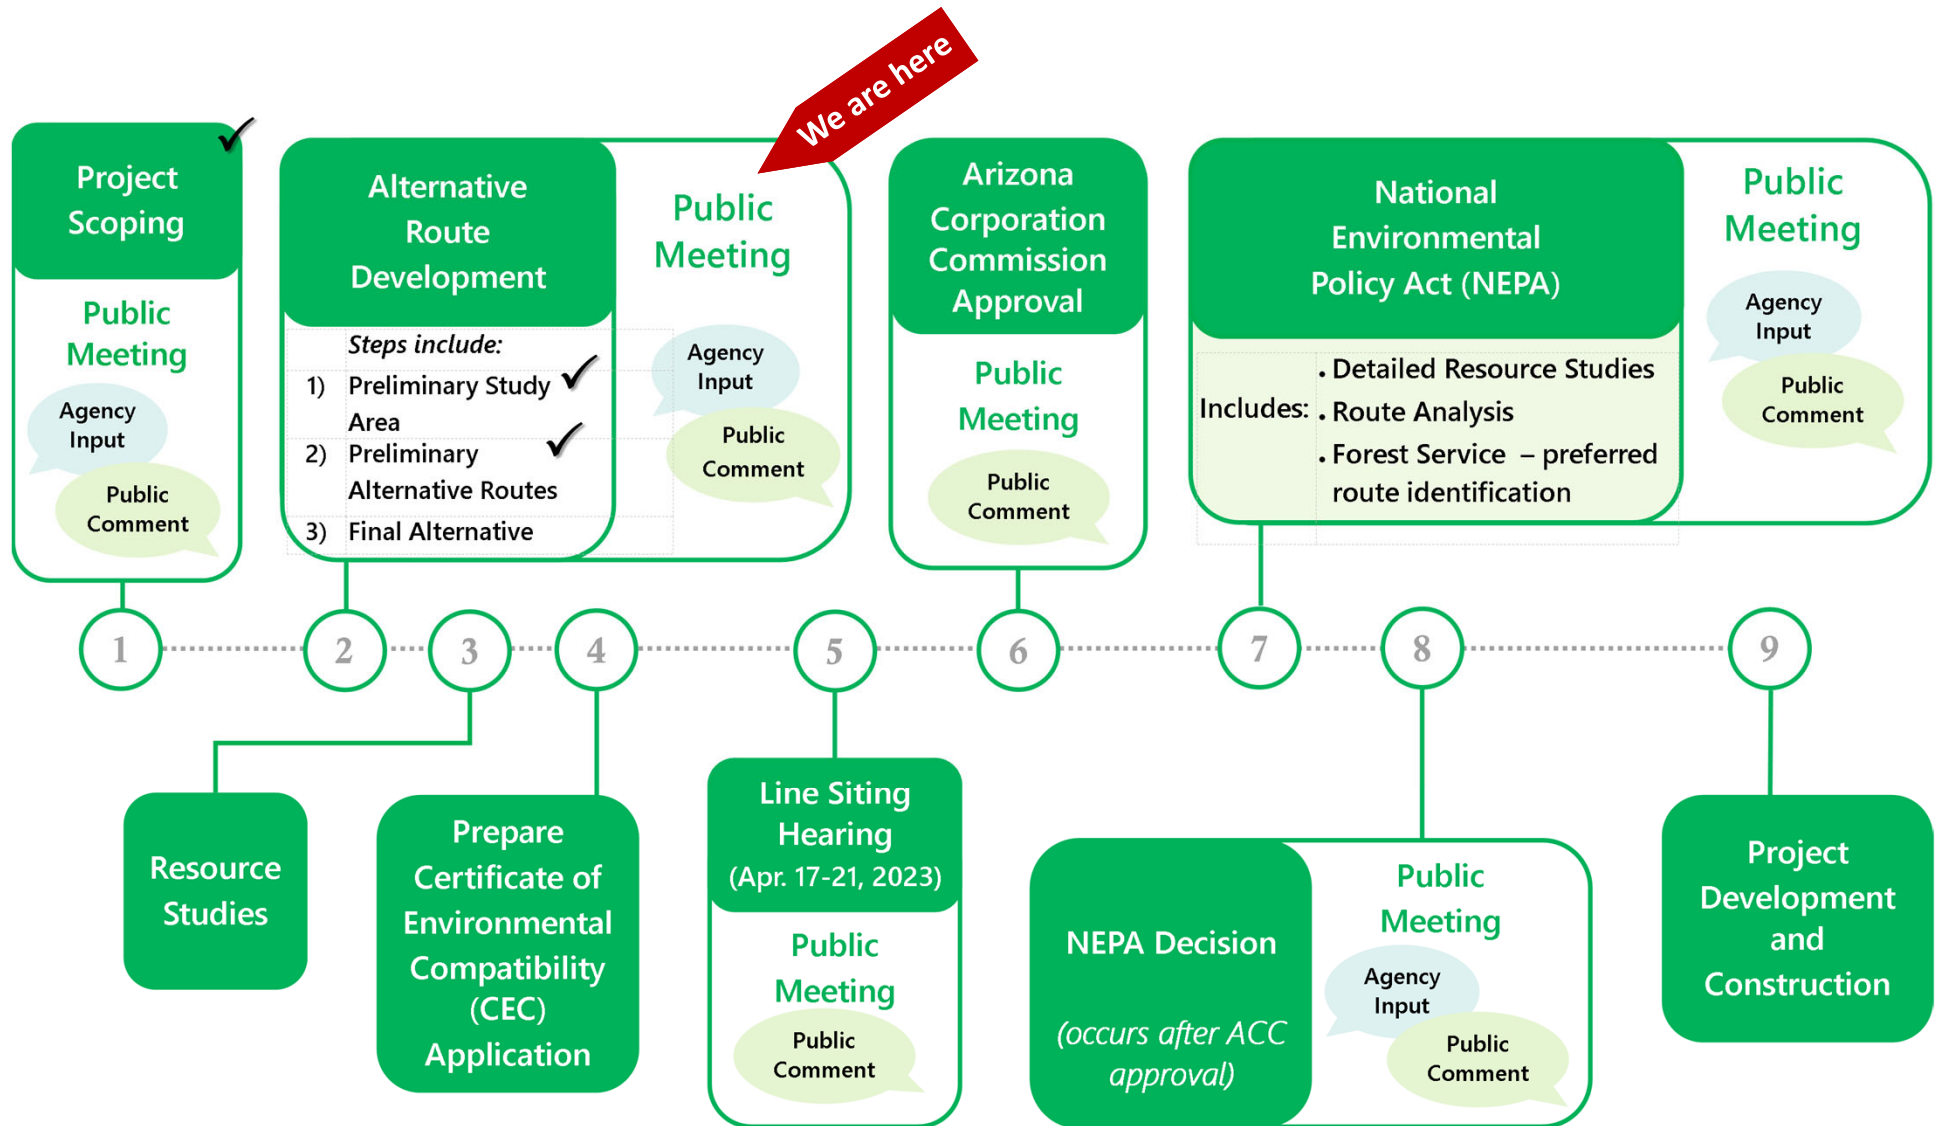 We are here
Project
Scoping
Public
Meeting
Agency
Input
Public
Comment
Alternative
Route
Development
Steps include:
1) Preliminary Study
Area
2) Preliminary
Alternative Routes
3) Final Alternative
Public
Meeting
Agency
Input
Public
Comment
Arizona
Corporation
Commission
Approval
Public
Meeting
Public
Comment
National
Environmental
Policy Act (NEPA)
Includes:
• Detailed Resource Studies
• Route Analysis
• Forest Service – preferred
route identification
Public
Meeting
Agency
Input
Public
Comment
1 2 3 4 5 6 7 8 9
Resource
Studies
Prepare
Certificate of
Environmental
Compatibility
(CEC)
Application
Line Siting
Hearing
(Apr. 17-21, 2023)
Public
Meeting
Public
Comment
NEPA Decision
(occurs after ACC
approval)
Public
Meeting
Agency
Input
Public
Comment
Project
Development
and
Construction